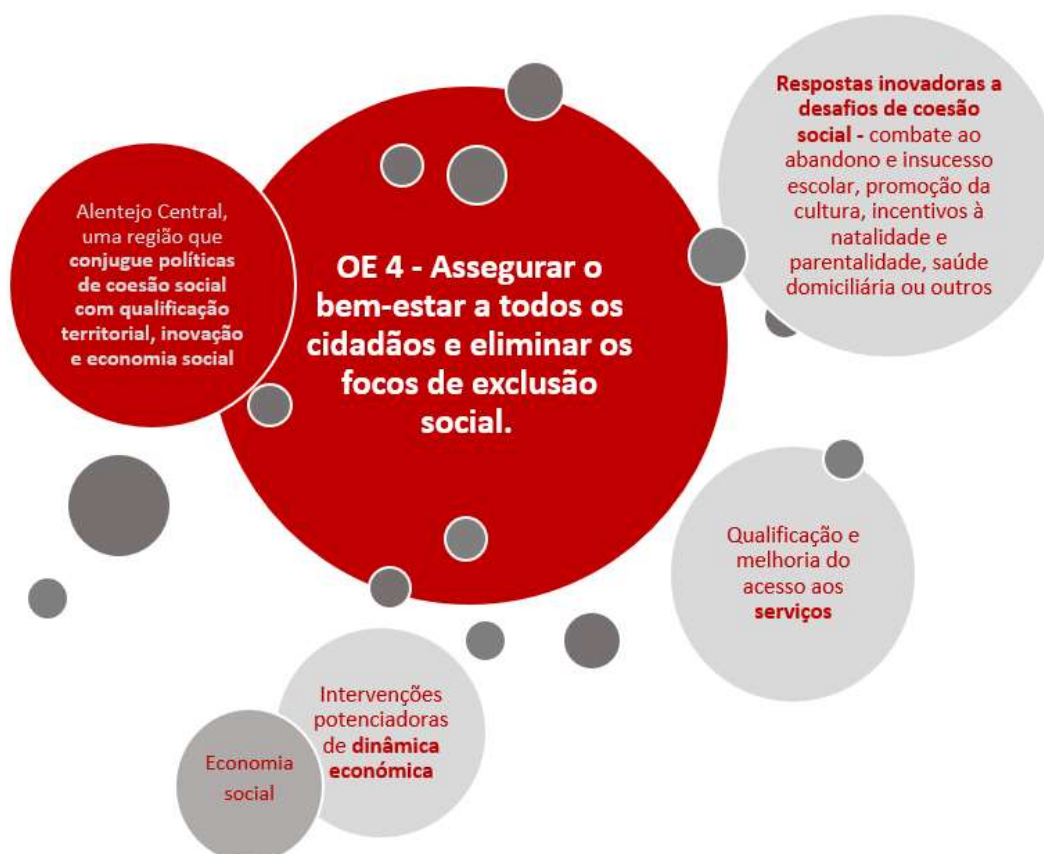 Respostas inovadoras a
desafios de coesão
social - combate ao
abandono e insucesso
escolar, promoção da
cultura, incentivos à
natalidade e
parentalidade, saúde
domiciliária ou outros
Alentejo Central,
uma região que
conjugue políticas
de coesão social
com qualificação
territorial, inovação
e economia social
OE 4 - Assegurar o
bem-estar a todos os
cidadãos e eliminar os
focos de exclusão
social.
Qualificação e
melhoria do
acesso aos
serviços
Intervenções
potenciadoras
de dinâmica
económica
Economia
social